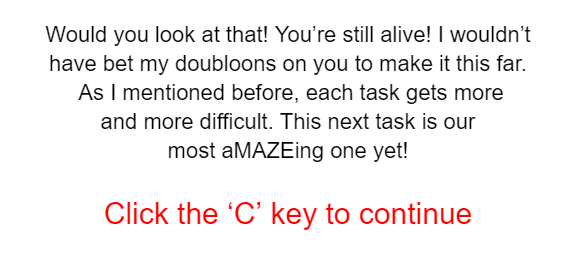 Would you look at that! You’re still alive! I wouldn’t
have bet my doubloons on you to make it this far.
As I mentioned before, each task gets more
and more difficult. This next task is our
most aMAZEing one yet!
Click the ‘C’ key to continue